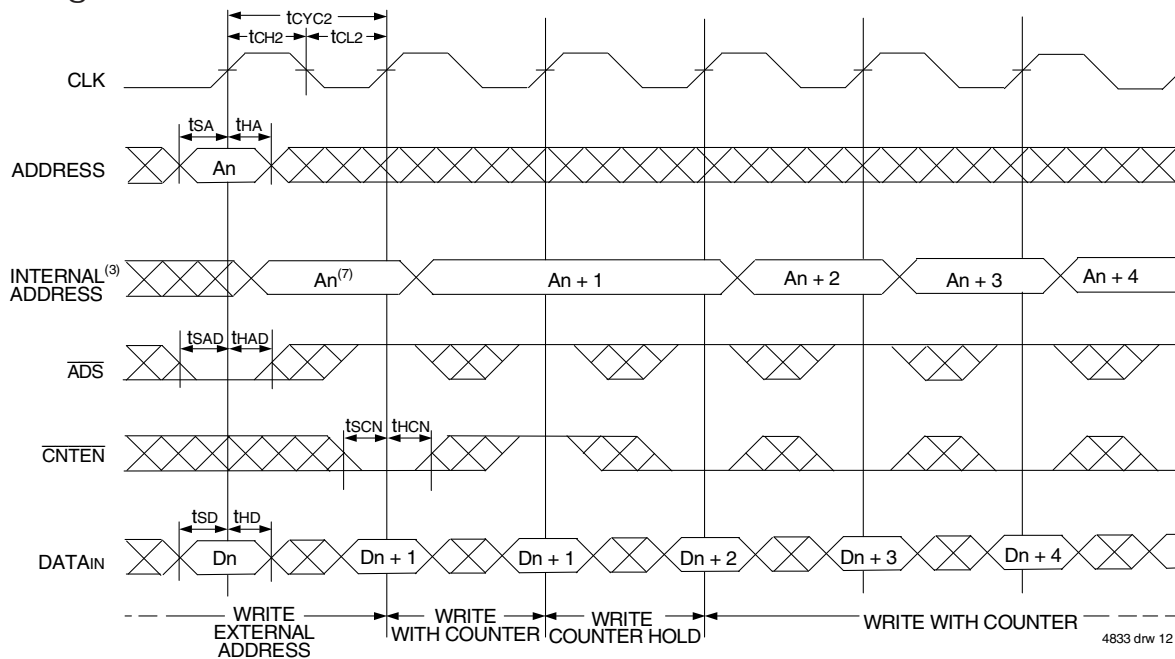 tCYC2
tCH2 tCL2
CLK
tSA tHA
ADDRESS An
INTERNAL(3)
ADDRESS
An(7) An + 1 An + 2 An + 3 An + 4
tSAD tHAD
ADS
tSCN tHCN
CNTEN
tSD tHD
DATAIN Dn Dn + 1 Dn + 1 Dn + 2 Dn + 3 Dn + 4
WRITE
EXTERNAL
ADDRESS
WRITE
WITH COUNTER
WRITE
COUNTER HOLD
WRITE WITH COUNTER
4833 drw 12